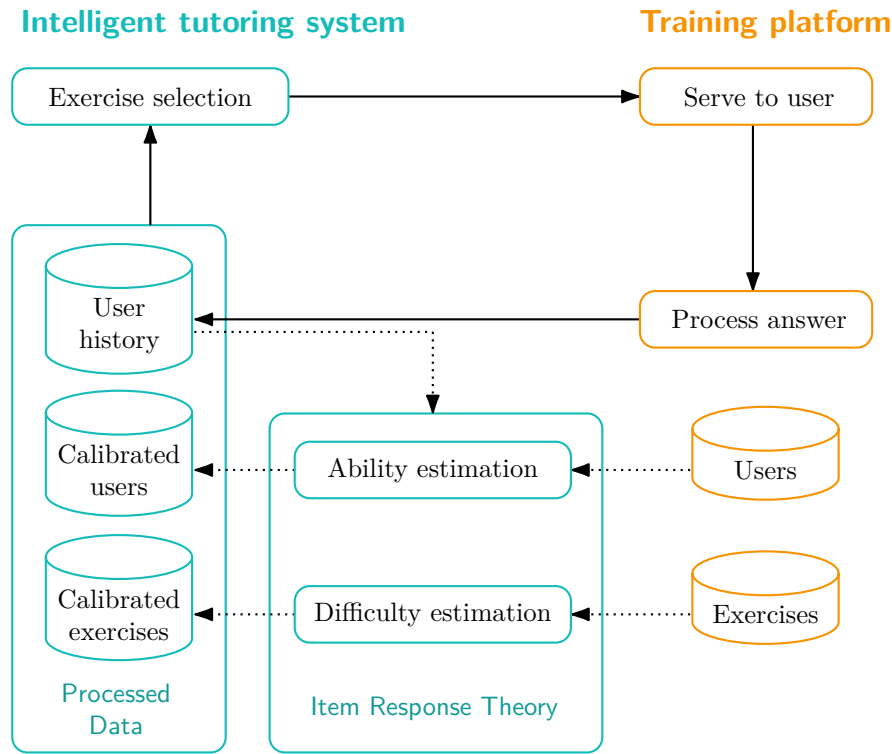 Intelligent tutoring system
Training platform
Exercise selection
Serve to user
User
history
Process answer
Calibrated
users
Ability estimation
Users
Calibrated
exercises
Difficulty estimation
Exercises
Processed
Data
Item Response Theory